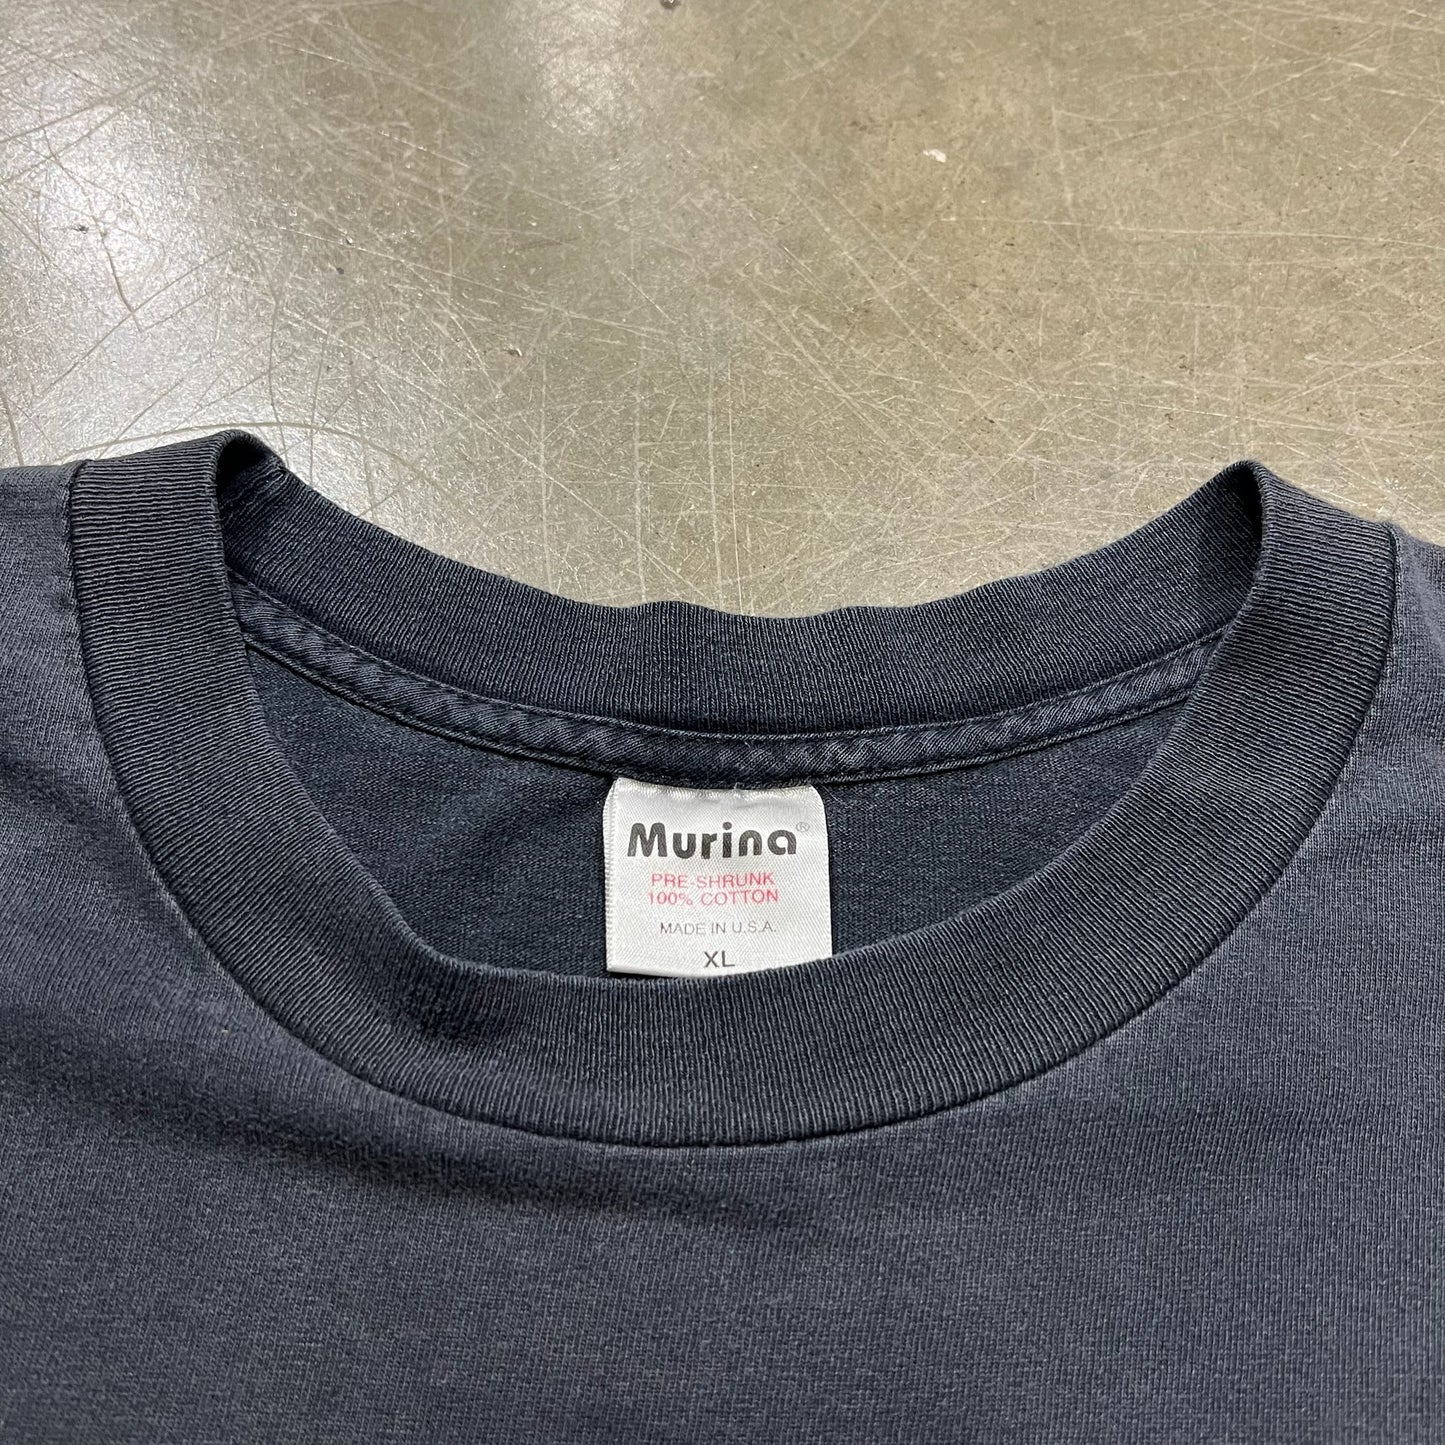 Murina®
PRE-SHRUNK
100% COTTON
MADE IN U.S.A.
XL